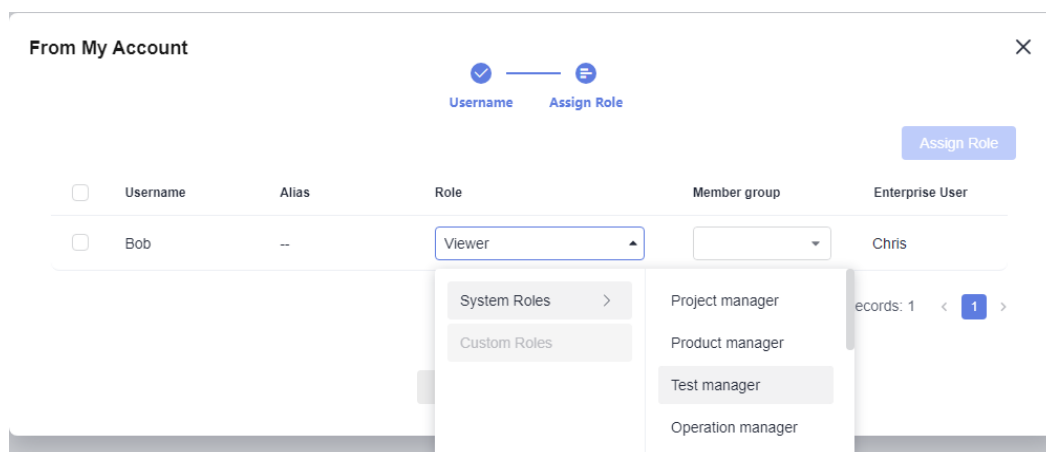 From My Account
Username Assign Role
Assign Role
Username Alias Role Member group Enterprise User
Bob -- Viewer Chris
System Roles Project manager
ecords: 1 1
Custom Roles Product manager
Test manager
Operation manager